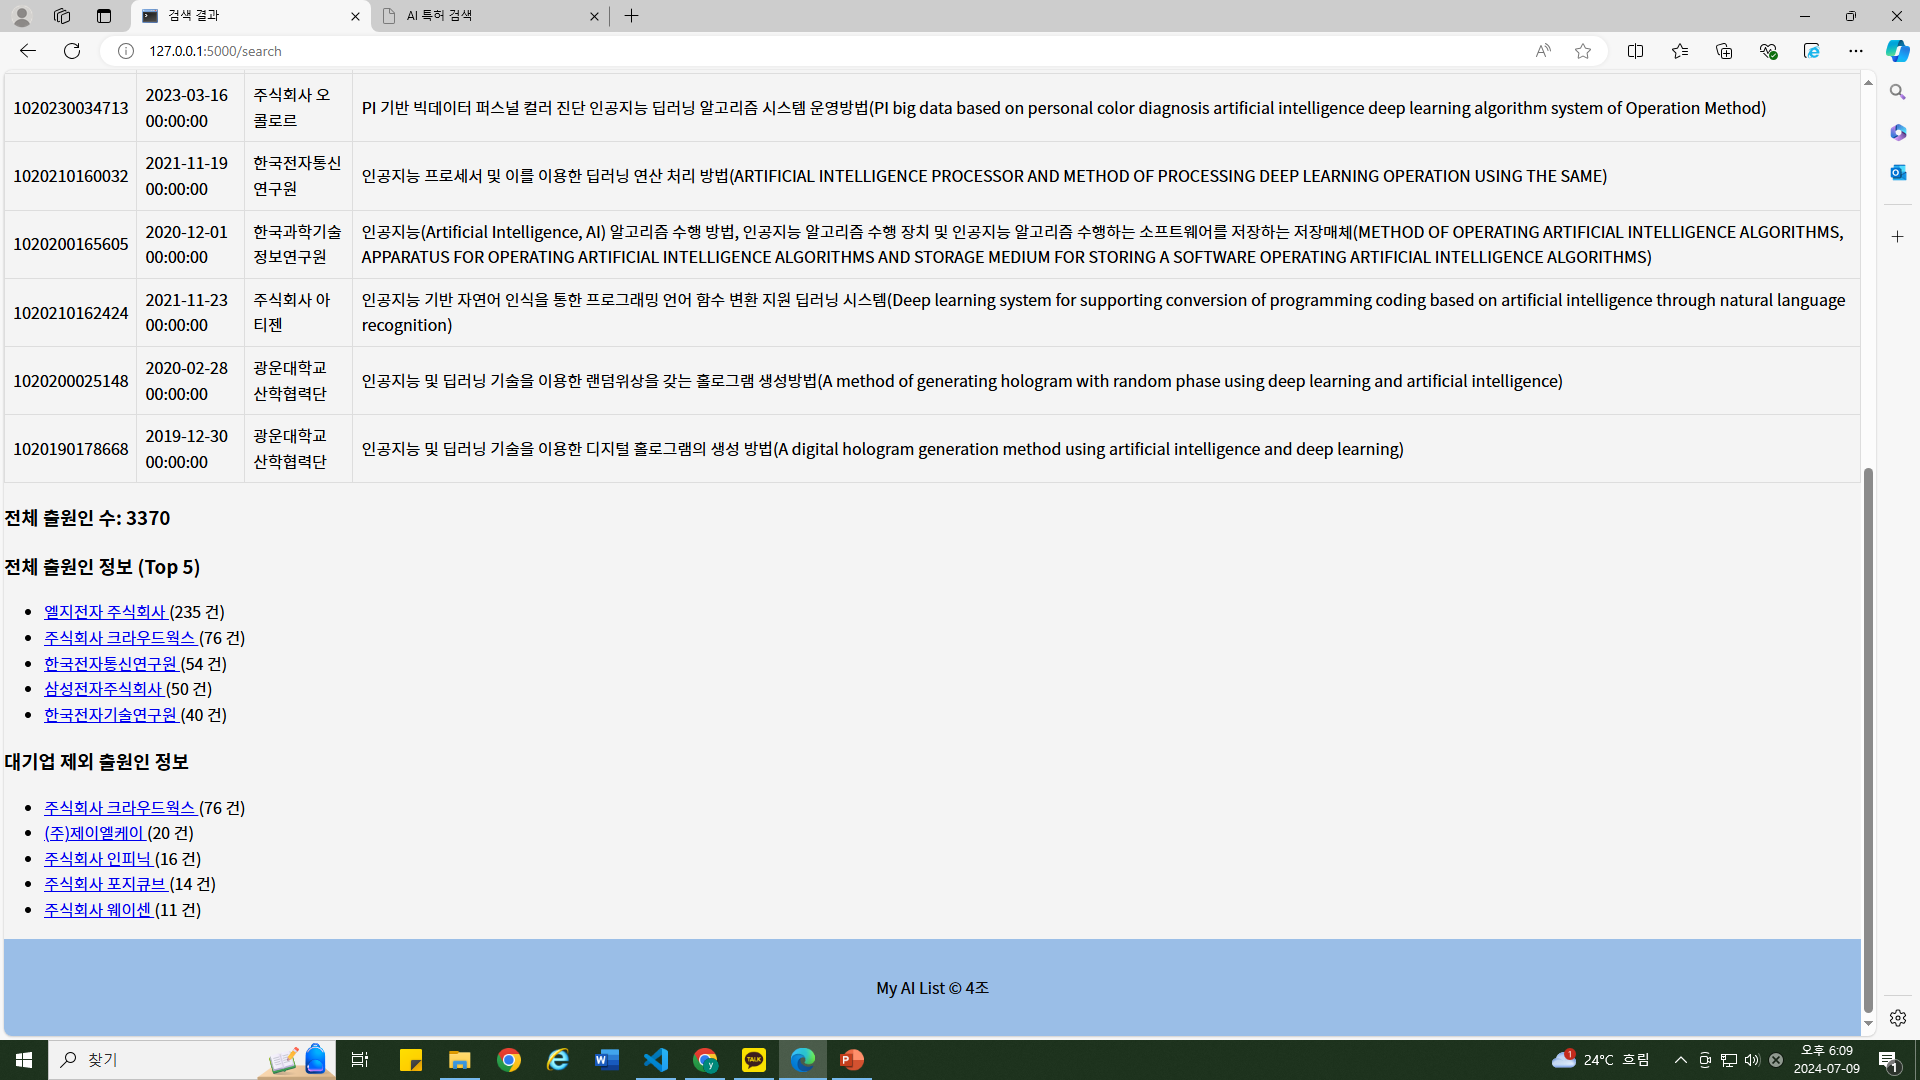 검색 결과
AI 특허 검색
127.0.0.1:5000/search
1020230034713
2023-03-16
00:00:00
주식회사 오
콜로르
PI 기반 빅데이터 퍼스널 컬러 진단 인공지능 딥러닝 알고리즘 시스템 운영방법(PI big data based on personal color diagnosis artificial intelligence deep learning algorithm system of Operation Method)
1020210160032
2021-11-19
00:00:00
한국전자통신
연구원
인공지능 프로세서 및 이를 이용한 딥러닝 연산 처리 방법(ARTIFICIAL INTELLIGENCE PROCESSOR AND METHOD OF PROCESSING DEEP LEARNING OPERATION USING THE SAME)
1020200165605
2020-12-01
00:00:00
한국과학기술
정보연구원
인공지능(Artificial Intelligence, AI) 알고리즘 수행 방법, 인공지능 알고리즘 수행 장치 및 인공지능 알고리즘 수행하는 소프트웨어를 저장하는 저장매체(METHOD OF OPERATING ARTIFICIAL INTELLIGENCE ALGORITHMS,
APPARATUS FOR OPERATING ARTIFICIAL INTELLIGENCE ALGORITHMS AND STORAGE MEDIUM FOR STORING A SOFTWARE OPERATING ARTIFICIAL INTELLIGENCE ALGORITHMS)
1020210162424
2021-11-23
00:00:00
주식회사 아
티젠
인공지능 기반 자연어 인식을 통한 프로그래밍 언어 함수 변환 지원 딥러닝 시스템(Deep learning system for supporting conversion of programming coding based on artificial intelligence through natural language
recognition)
1020200025148
2020-02-28
00:00:00
광운대학교
산학협력단
인공지능 및 딥러닝 기술을 이용한 랜덤위상을 갖는 홀로그램 생성방법(A method of generating hologram with random phase using deep learning and artificial intelligence)
1020190178668
2019-12-30
00:00:00
광운대학교
산학협력단
인공지능 및 딥러닝 기술을 이용한 디지털 홀로그램의 생성 방법(A digital hologram generation method using artificial intelligence and deep learning)
전체 출원인 수: 3370
전체 출원인 정보 (Top 5)
엘지전자 주식회사 (235 건)
주식회사 크라우드웍스 (76 건)
한국전자통신연구원 (54 건)
삼성전자주식회사 (50 건)
한국전자기술연구원 (40 건)
대기업 제외 출원인 정보
주식회사 크라우드웍스 (76 건)
(주)제이엘케이 (20 건)
주식회사 인피닉 (16 건)
주식회사 포지큐브 (14 건)
주식회사 웨이센 (11 건)
My AI List © 4조
찾기
24°C 흐림
오후 6:09
2024-07-09